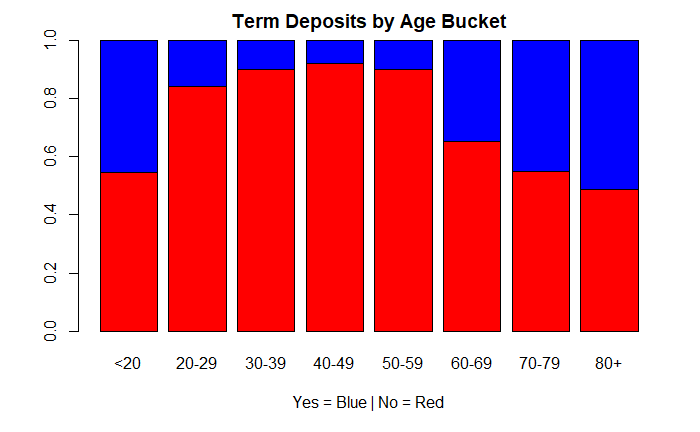 Term Deposits by Age Bucket
1.0
0.8
0.6
0.4
0.2
0.0
<20 20-29 30-39 40-49 50-59 60-69 70-79 80+
Yes = Blue | No = Red